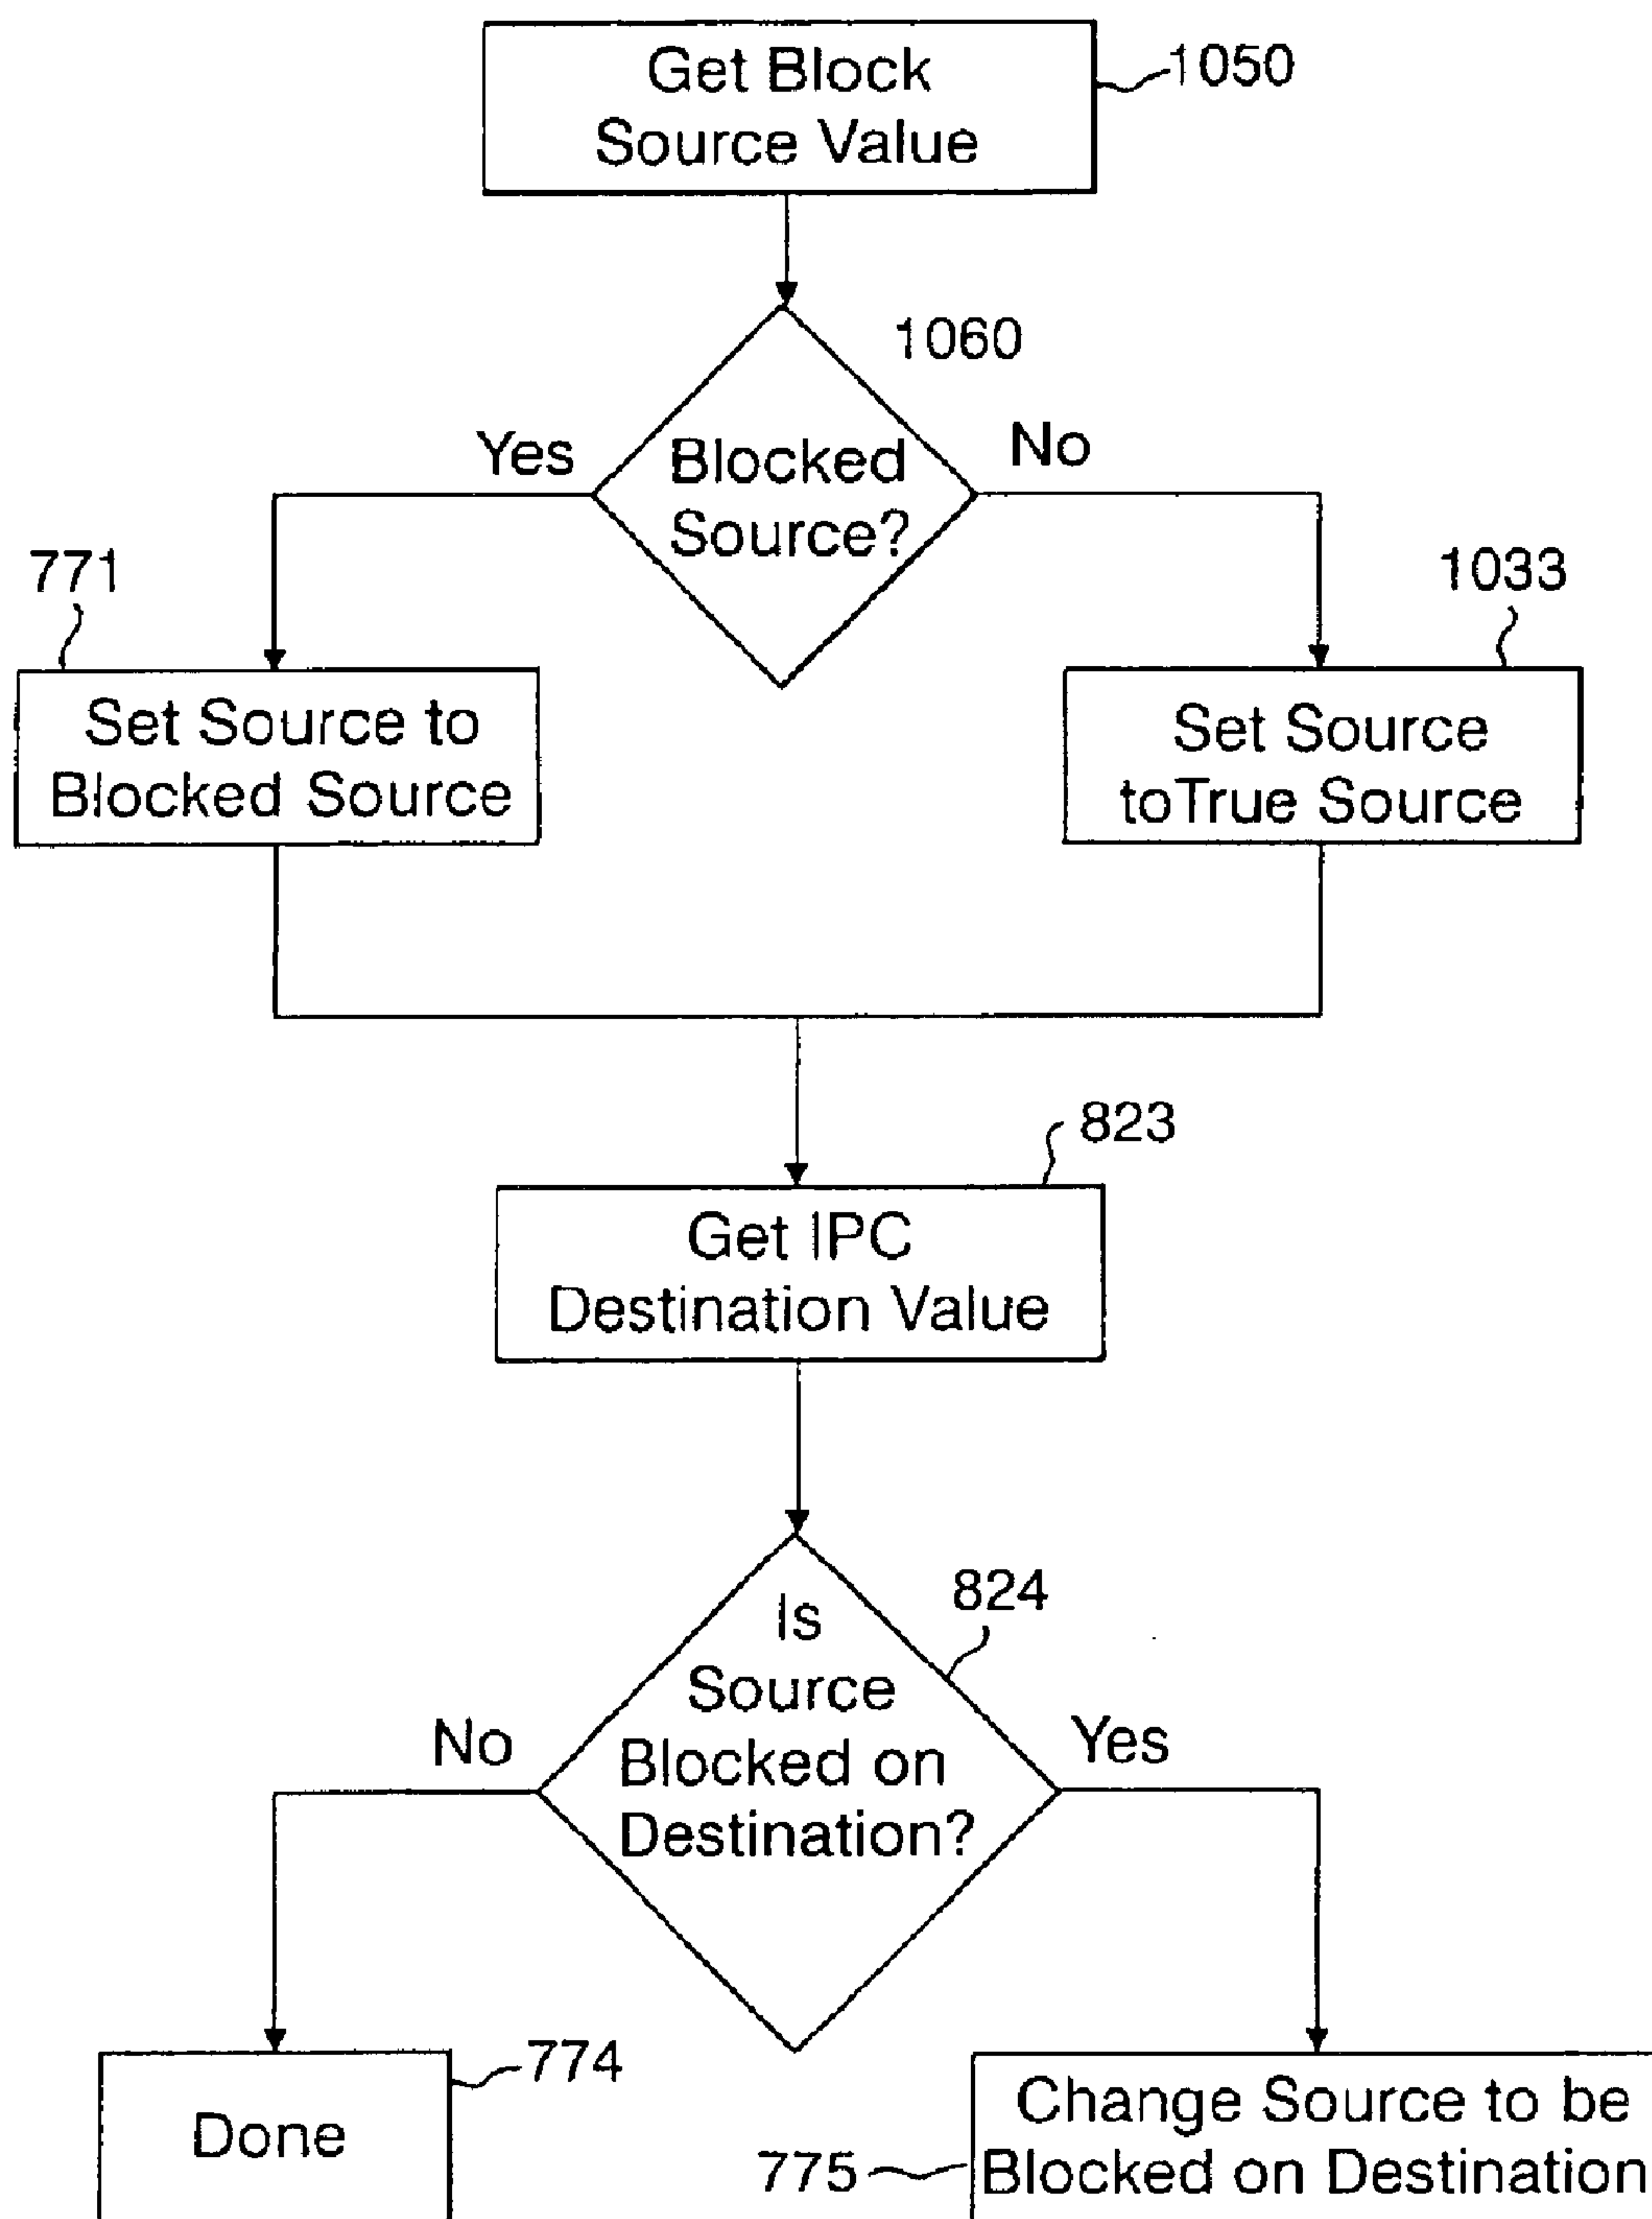 Get Block
Source Value
1050
1060
Yes
Blocked
Source?
No
771
1033
Set Source to
Blocked Source
Set Source
toTrue Source
823
Get IPC
Destination Value
824
Is
Source
Blocked on
Destination?
No
Yes
774
Done
775
Change Source to be
Blocked on Destination